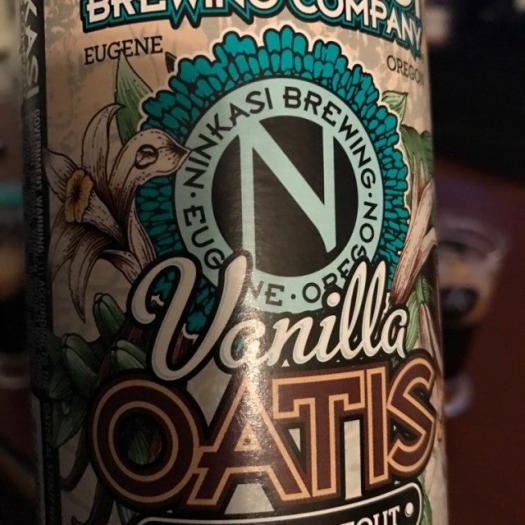 BREWING COMPANY
EUGENE
OREGON
NINKASI BREWING
EUGENE · OREGON
N
Vanilla
OATIS